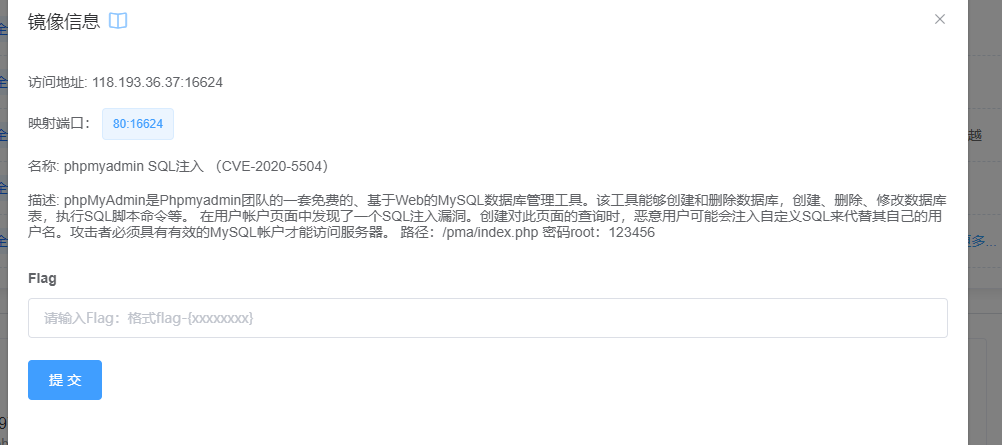 镜像信息
访问地址: 118.193.36.37:16624
映射端口： 80:16624
名称: phpmyadmin SQL注入 （CVE-2020-5504）
越
描述: phpMyAdmin是Phpmyadmin团队的一套免费的、基于Web的MySQL数据库管理工具。该工具能够创建和删除数据库，创建、删除、修改数据库
表，执行SQL脚本命令等。 在用户帐户页面中发现了一个SQL注入漏洞。创建对此页面的查询时，恶意用户可能会注入自定义SQL来代替其自己的用
户名。攻击者必须具有有效的MySQL帐户才能访问服务器。 路径：/pma/index.php 密码root：123456
多...
Flag
请输入Flag：格式flag-{xxxxxxxx}
提 交